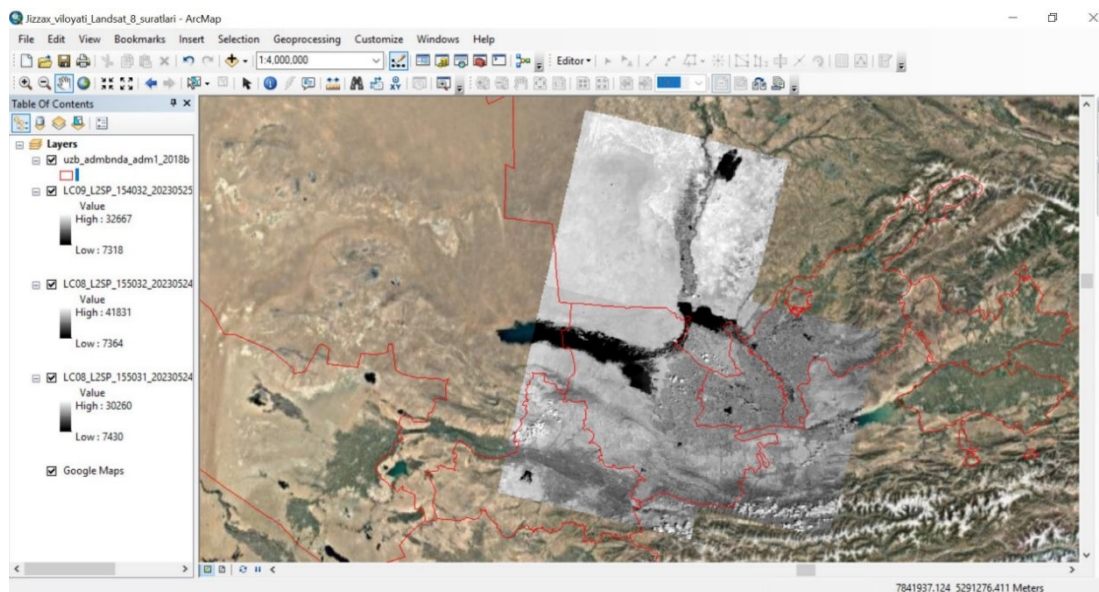 Jizzax_viloyati_Landsat_8_suratlari - ArcMap
File Edit View Bookmarks Insert Selection Geoprocessing Customize Windows Help
1:4,000,000
Editor
Table Of Contents
Layers
uzb_admbnda_adm1_2018b
LC09_L2SP_154032_20230525
Value
High : 32667
Low : 7318
LC08_L2SP_155032_20230524
Value
High : 41831
Low : 7364
LC08_L2SP_155031_20230524
Value
High : 30260
Low : 7430
Google Maps
7841937.124 5291276.411 Meters